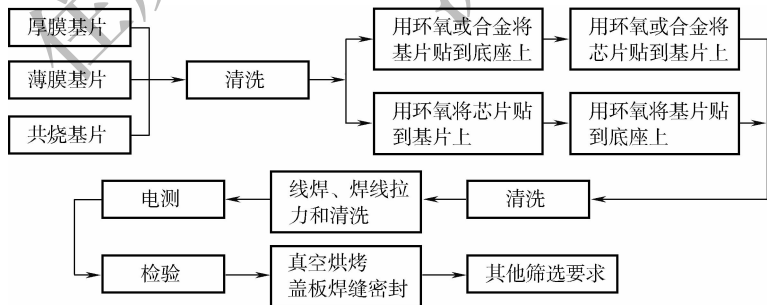 厚膜基片
薄膜基片
共烧基片
清洗
用环氧或合金将
基片贴到底座上
用环氧或合金将
芯片贴到基片上
用环氧将芯片贴
到基片上
用环氧将基片贴
到底座上
清洗
线焊、焊线拉
力和清洗
电测
检验
真空烘烤
盖板焊缝密封
其他筛选要求